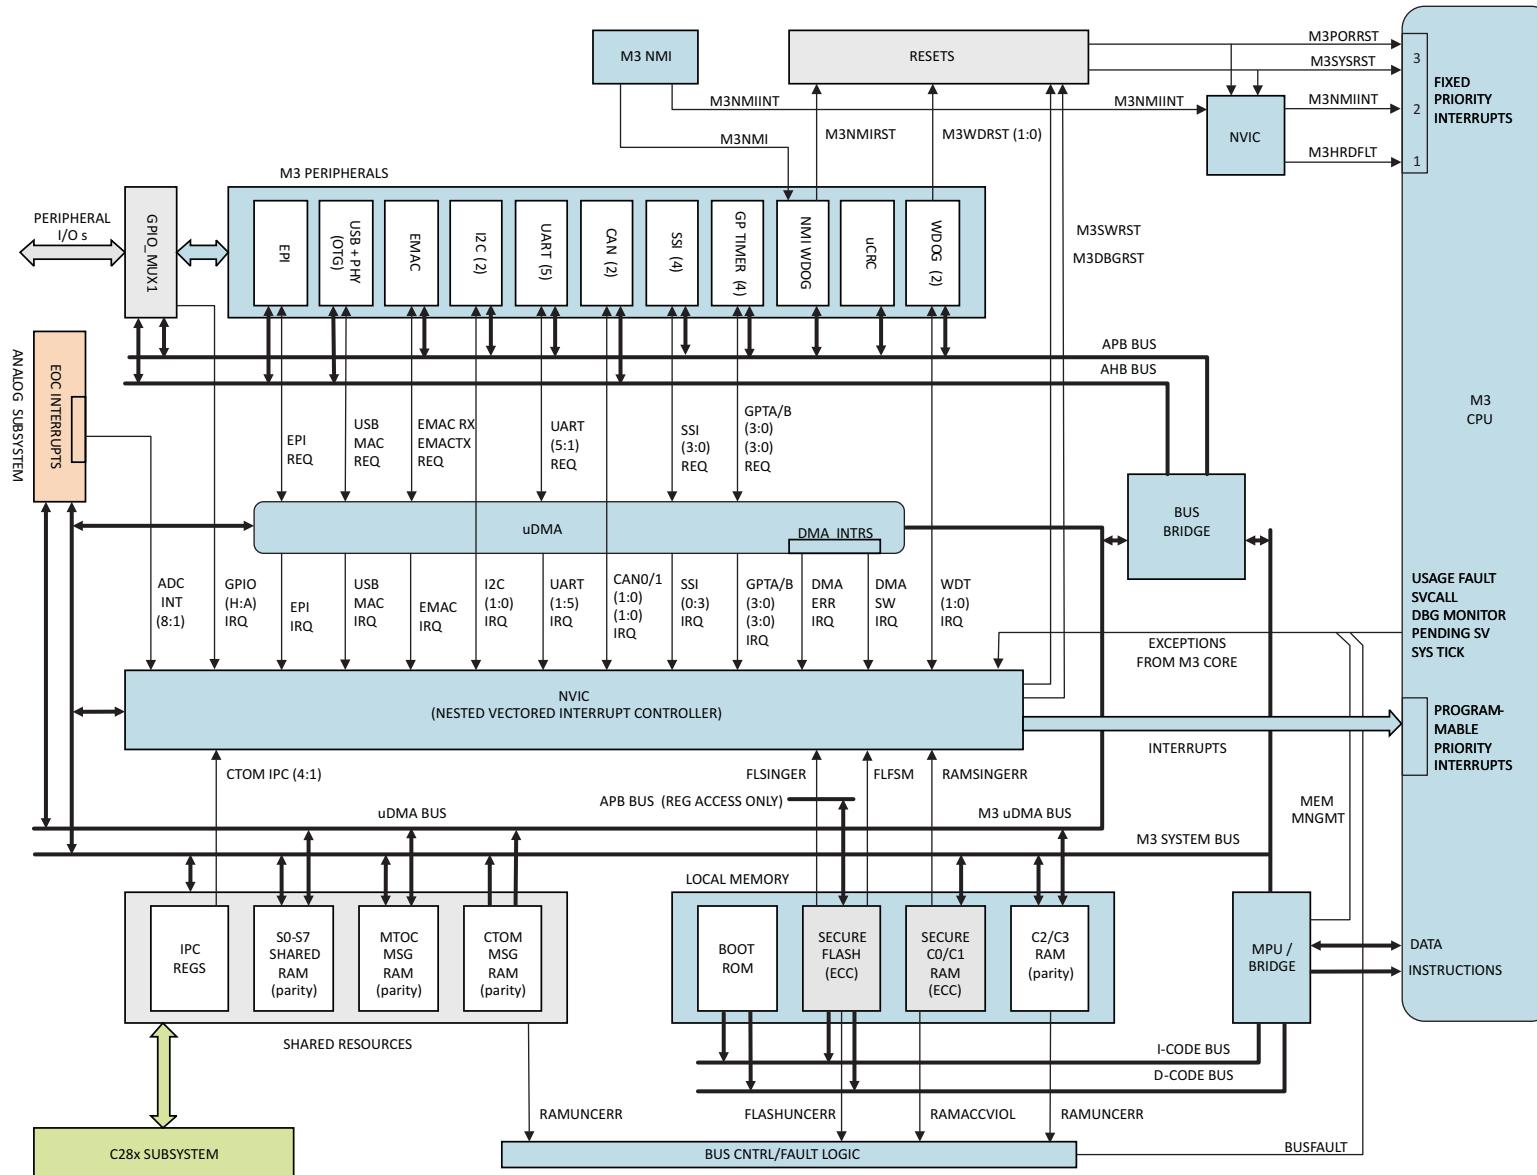 M3 NMI
RESETS
M3PORRST
M3SYSRST
3
FIXED
PRIORITY
INTERRUPTS
M3NMIINT
M3NMIINT
M3NMIINT
2
M3NMIRST
M3WDRST (1:0)
NVIC
M3NMI
M3HRDFLT
1
M3 PERIPHERALS
PERIPHERAL
I/O s
GPIO_MUX1
EPI
USB + PHY
(OTG)
EMAC
I2C (2)
UART (5)
CAN (2)
SSI (4)
GP TIMER (4)
NMI WDOG
uCRC
WDOG (2)
M3SWRST
M3DBGRST
APB BUS
AHB BUS
ANALOG SUBSYSTEM
EOC INTERRUPTS
M3
CPU
EPI
REQ
USB
MAC
REQ
EMAC RX
EMACTX
REQ
UART
(5:1)
REQ
SSI
(3:0)
REQ
GPTA/B
(3:0)
(3:0)
REQ
BUS
BRIDGE
uDMA
DMA INTRS
ADC
INT
(8:1)
GPIO
(H:A)
IRQ
EPI
IRQ
USB
MAC
IRQ
EMAC
IRQ
I2C
(1:0)
IRQ
UART
(1:5)
IRQ
CAN0/1
(1:0)
(1:0)
IRQ
SSI
(0:3)
IRQ
GPTA/B
(3:0)
(3:0)
IRQ
DMA
ERR
IRQ
DMA
SW
IRQ
WDT
(1:0)
IRQ
USAGE FAULT
SVCALL
DBG MONITOR
PENDING SV
SYS TICK
EXCEPTIONS
FROM M3 CORE
NVIC
(NESTED VECTORED INTERRUPT CONTROLLER)
PROGRAM-
MABLE
PRIORITY
INTERRUPTS
INTERRUPTS
CTOM IPC (4:1)
FLSINGER
FLFSM
RAMSINGERR
APB BUS (REG ACCESS ONLY)
MEM
MNGMT
uDMA BUS
M3 uDMA BUS
M3 SYSTEM BUS
LOCAL MEMORY
IPC
REGS
S0-S7
SHARED
RAM
(parity)
MTOC
MSG
RAM
(parity)
CTOM
MSG
RAM
(parity)
BOOT
ROM
SECURE
FLASH
(ECC)
SECURE
C0/C1
RAM
(ECC)
C2/C3
RAM
(parity)
MPU /
BRIDGE
DATA
INSTRUCTIONS
SHARED RESOURCES
I-CODE BUS
D-CODE BUS
RAMUNCERR
FLASHUNCERR
RAMACCVIOL
RAMUNCERR
C28x SUBSYSTEM
BUS CNTRL/FAULT LOGIC
BUSFAULT